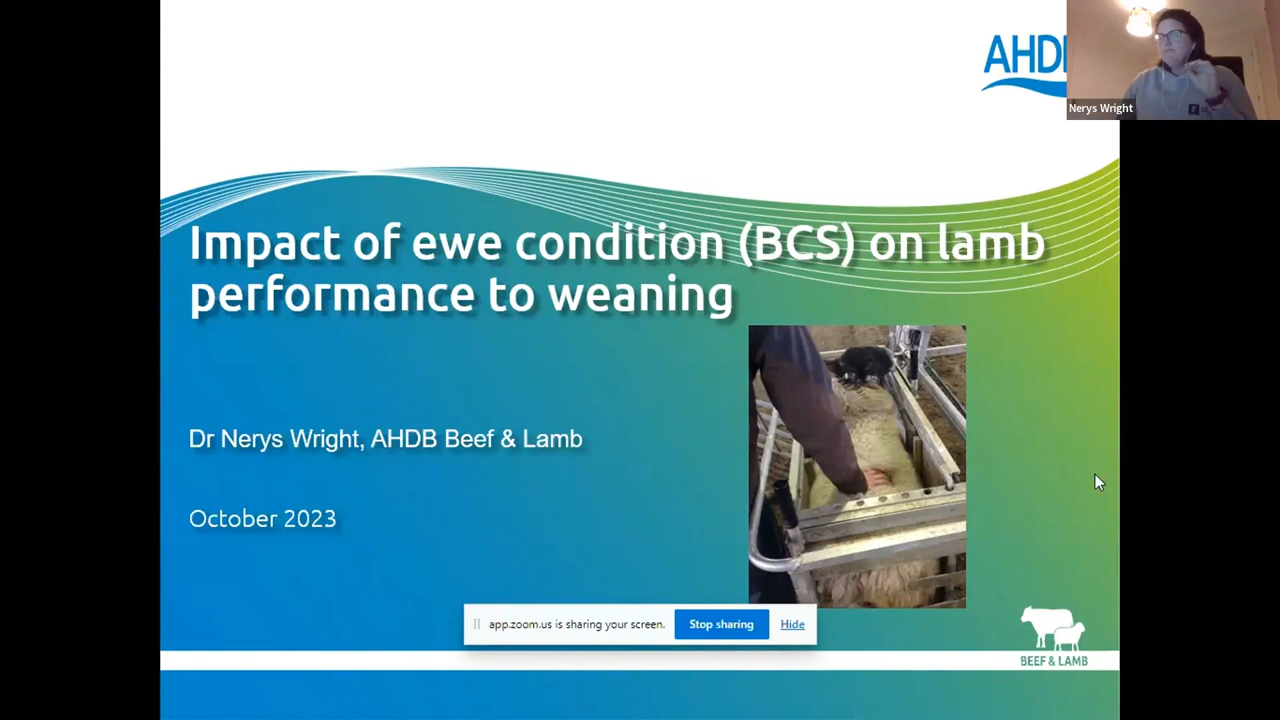 AHD
Nerys Wright
Impact of ewe condition (BCS) on lamb
performance to weaning
Dr Nerys Wright, AHDB Beef & Lamb
October 2023
app.zoom.us is sharing your screen.
Stop sharing
Hide
BEEF & LAMB